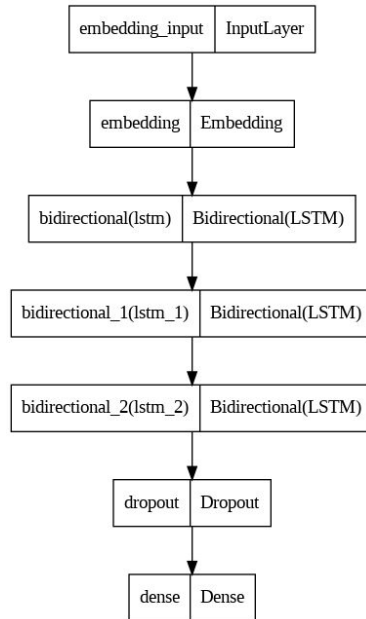 embedding_input InputLayer
embedding Embedding
bidirectional(lstm) Bidirectional(LSTM)
bidirectional_1(lstm_1) Bidirectional(LSTM)
bidirectional_2(lstm_2) Bidirectional(LSTM)
dropout Dropout
dense Dense